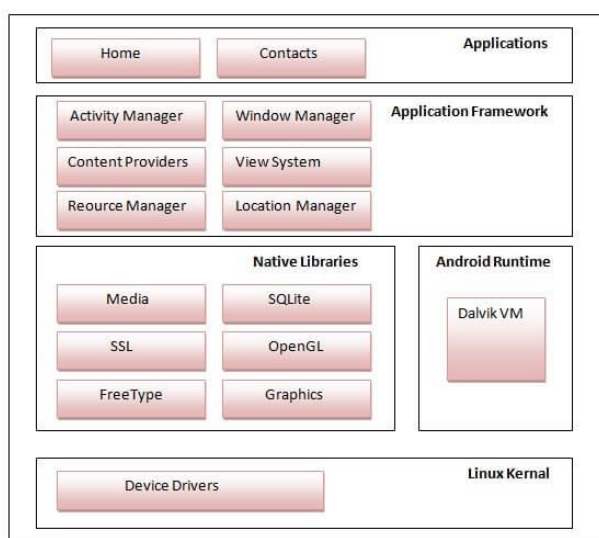 Applications
Home Contacts
Application Framework
Activity Manager Window Manager
Content Providers View System
Reource Manager Location Manager
Native Libraries
Media SQLite
SSL OpenGL
FreeType Graphics
Android Runtime
Dalvik VM
Linux Kernal
Device Drivers